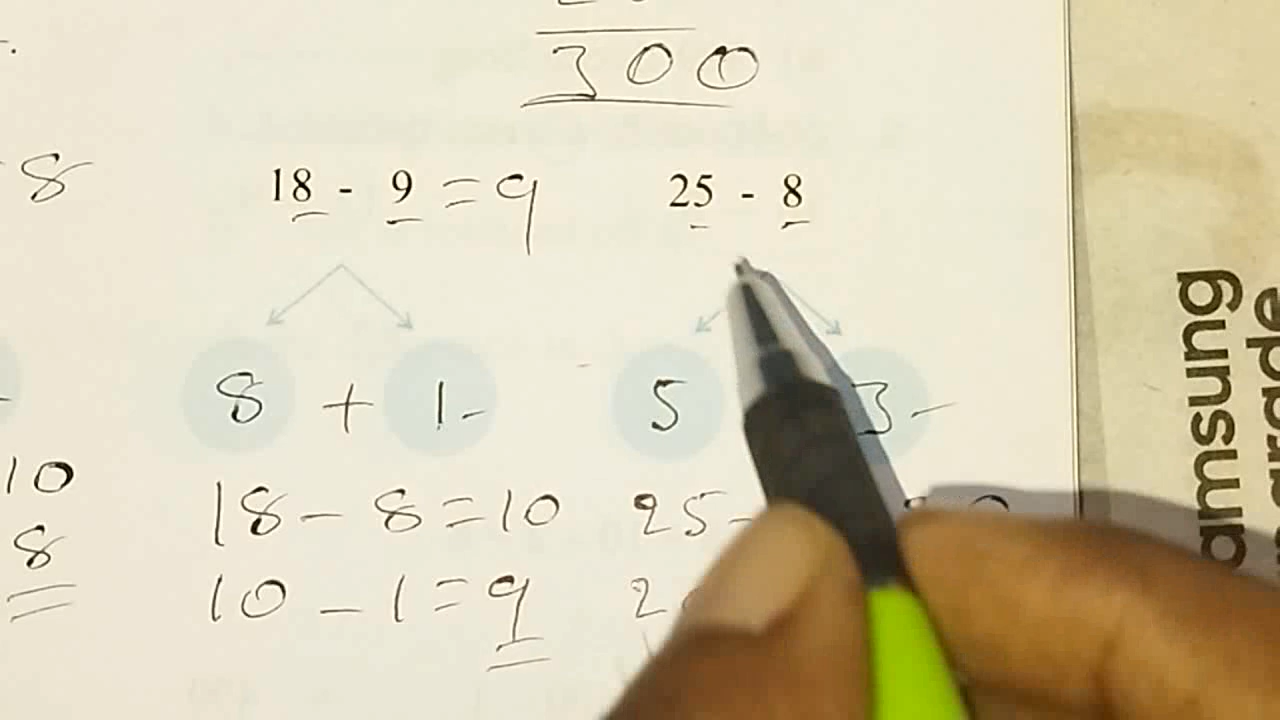 300
8
18 - 9 = 9
25 - 8
8 + 1
5 3
10
18 - 8 = 10
25 -
8
10 - 1 = 9
2
amsung